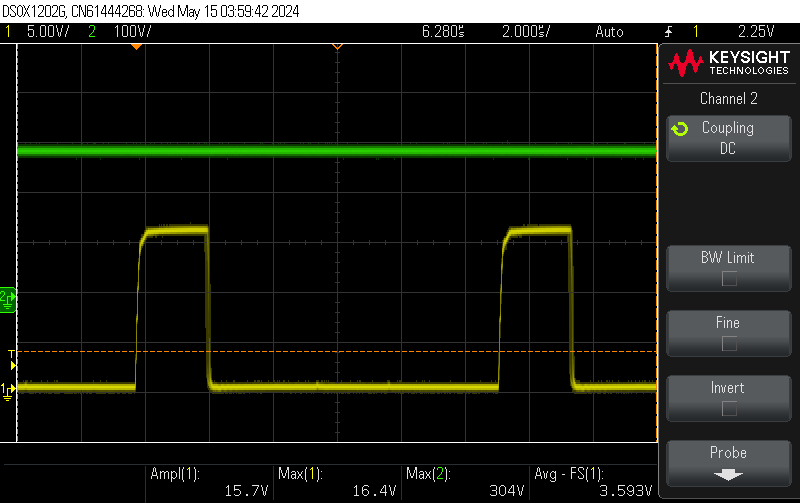 DSOX1202G, CN61444268: Wed May 15 03:59:42 2024
1 5.00V/ 2 100V/ 6.280s 2.000s/ Auto 1 2.25V
KEYSIGHT
TECHNOLOGIES
Channel 2
Coupling
DC
BW Limit
2
Fine
T
Invert
1
Probe
Ampl(1): Max(1): Max(2): Avg - FS(1):
15.7V 16.4V 304V 3.593V